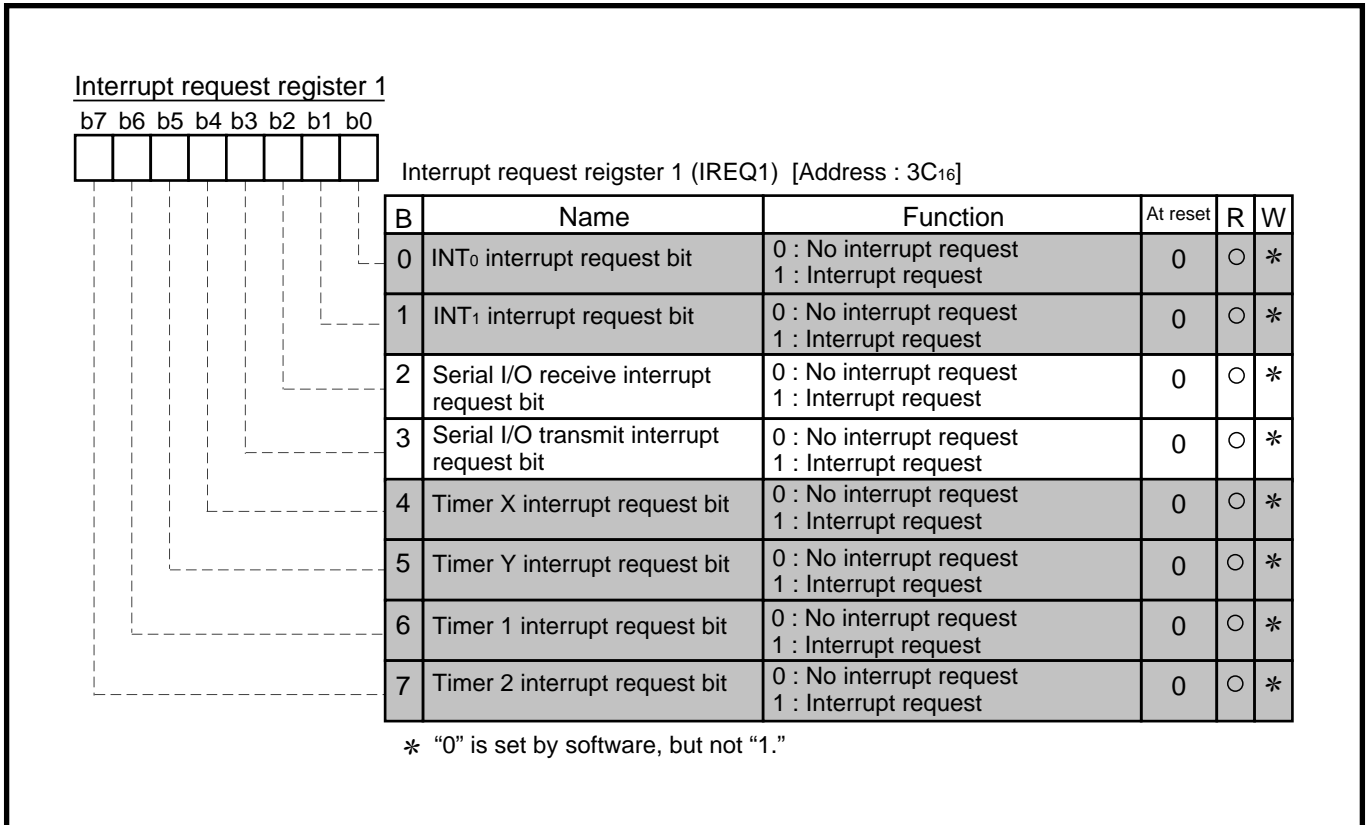 Interrupt request register 1
b7 b6 b5 b4 b3 b2 b1 b0
Interrupt request reigster 1 (IREQ1) [Address : 3C16]
B Name Function At reset R W
0 INT0 interrupt request bit 0 : No interrupt request 0 ○ *
1 : Interrupt request
1 INT1 interrupt request bit 0 : No interrupt request 0 ○ *
1 : Interrupt request
2 Serial I/O receive interrupt 0 : No interrupt request 0 ○ *
request bit 1 : Interrupt request
3 Serial I/O transmit interrupt 0 : No interrupt request 0 ○ *
request bit 1 : Interrupt request
4 Timer X interrupt request bit 0 : No interrupt request 0 ○ *
1 : Interrupt request
5 Timer Y interrupt request bit 0 : No interrupt request 0 ○ *
1 : Interrupt request
6 Timer 1 interrupt request bit 0 : No interrupt request 0 ○ *
1 : Interrupt request
7 Timer 2 interrupt request bit 0 : No interrupt request 0 ○ *
1 : Interrupt request
* “0” is set by software, but not “1.”